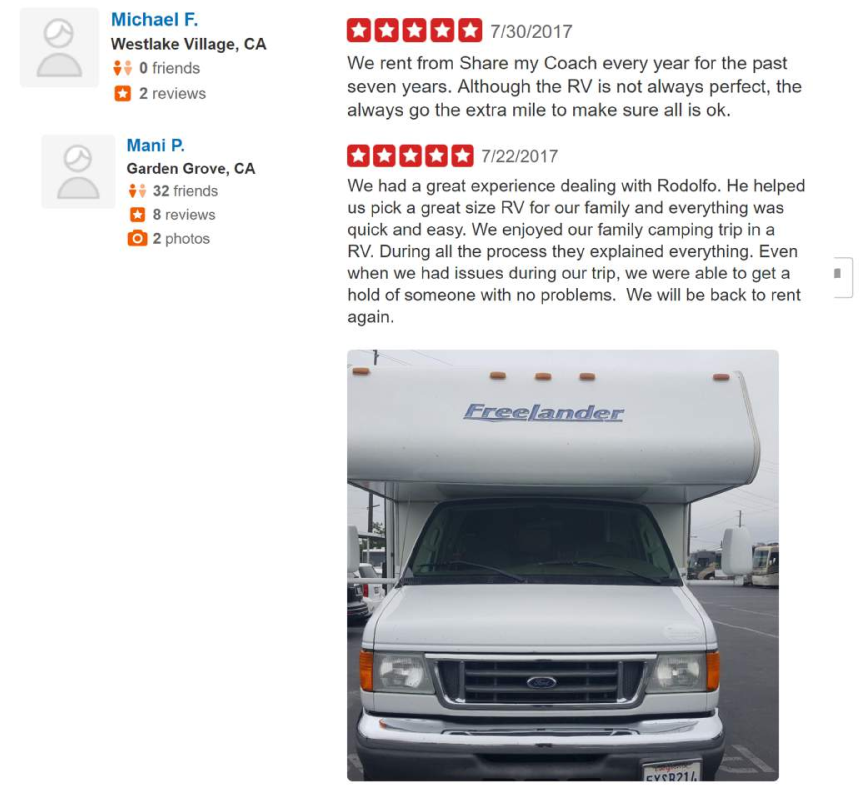 Michael F.
Westlake Village, CA
0 friends
2 reviews
7/30/2017
We rent from Share my Coach every year for the past
seven years. Although the RV is not always perfect, the
always go the extra mile to make sure all is ok.
Mani P.
Garden Grove, CA
32 friends
8 reviews
2 photos
7/22/2017
We had a great experience dealing with Rodolfo. He helped
us pick a great size RV for our family and everything was
quick and easy. We enjoyed our family camping trip in a
RV. During all the process they explained everything. Even
when we had issues during our trip, we were able to get a
hold of someone with no problems.  We will be back to rent
again.
Freelander
Ford